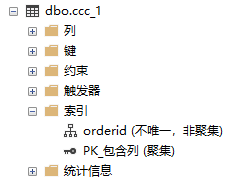 dbo.ccc_1
列
键
约束
触发器
索引
orderid (不唯一，非聚集)
PK_包含列 (聚集)
统计信息